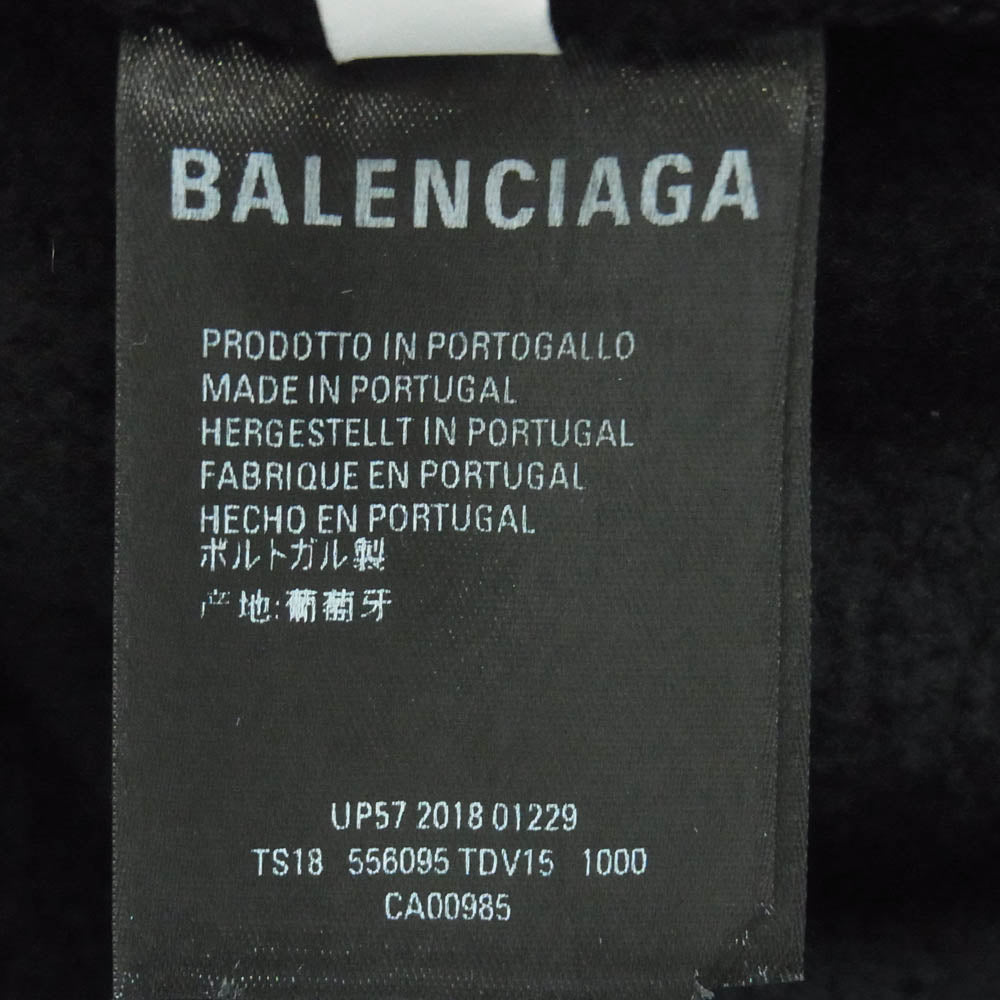 BALENCIAGA
PRODOTTO IN PORTOGALLO
MADE IN PORTUGAL
HERGESTELLT IN PORTUGAL
FABRIQUE EN PORTUGAL
HECHO EN PORTUGAL
ポルトガル製
产地:葡萄牙
UP57 2018 01229
TS18 556095 TDV15 1000
CA00985